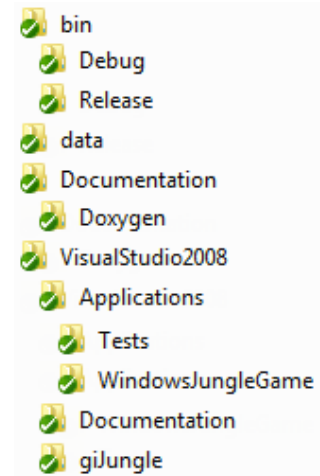 bin
Debug
Release
data
Documentation
Doxygen
VisualStudio2008
Applications
Tests
WindowsJungleGame
Documentation
giJungle